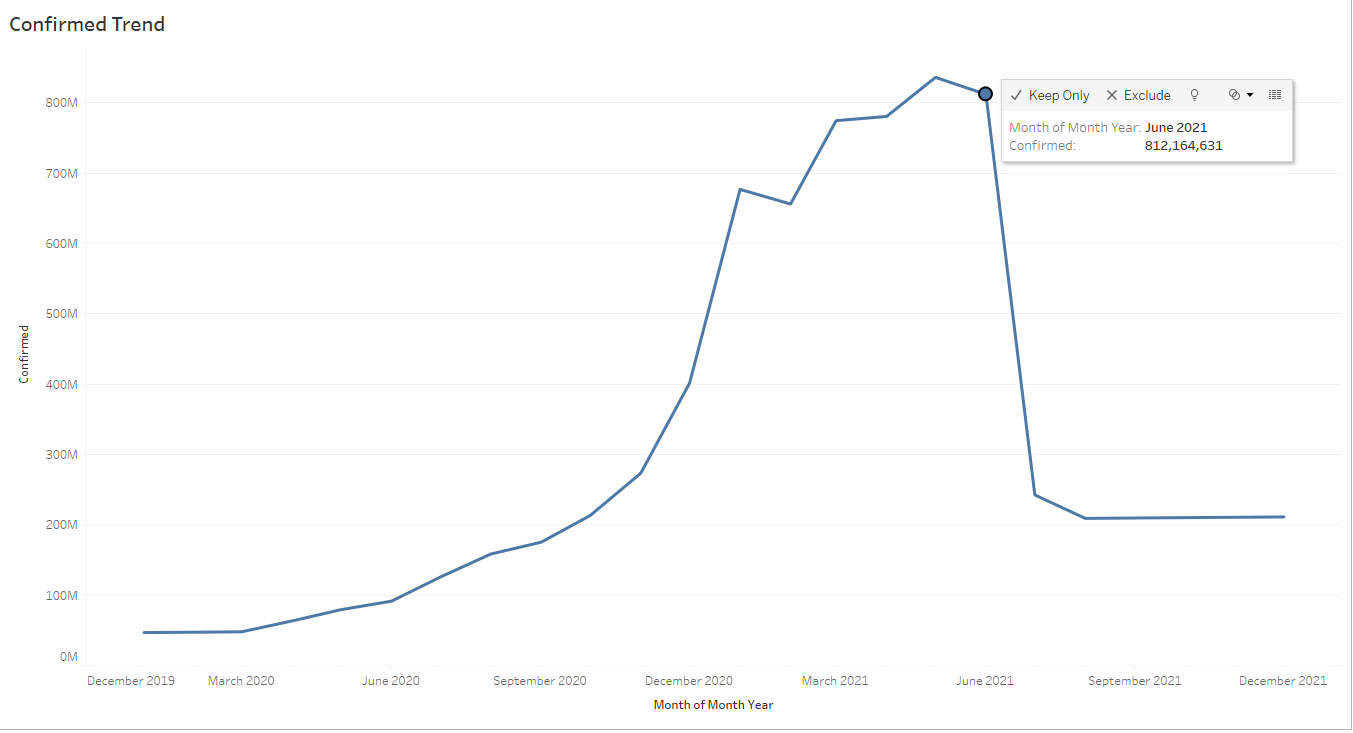 Confirmed Trend
800M
700M
600M
500M
400M
300M
200M
100M
0M
Confirmed
Keep Only Exclude
Month of Month Year: June 2021
Confirmed: 812,164,631
December 2019 March 2020 June 2020 September 2020 December 2020 March 2021 June 2021 September 2021 December 2021
Month of Month Year